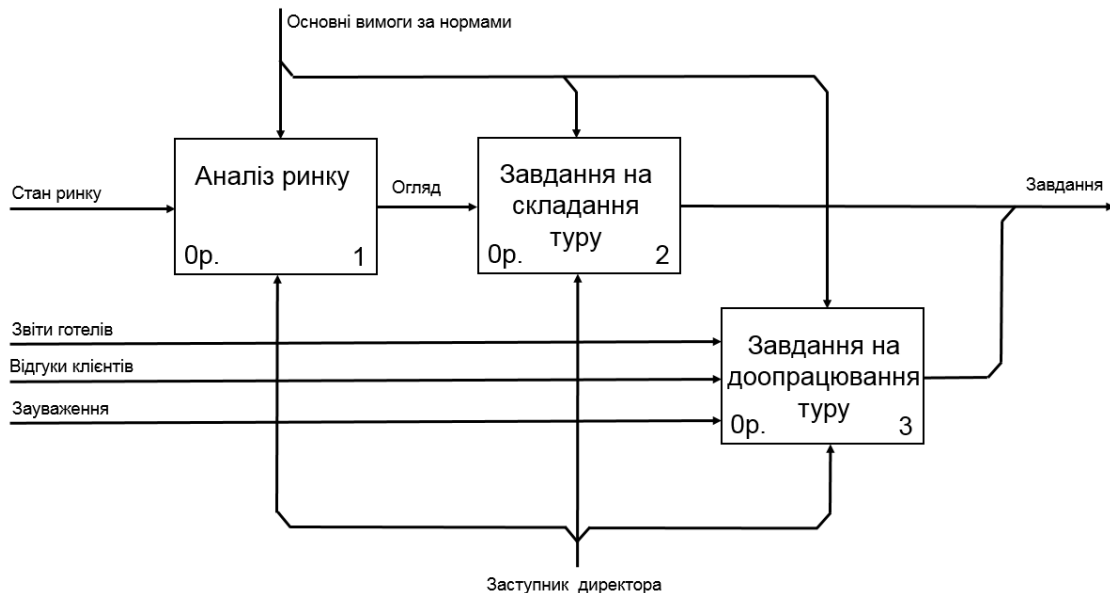 Основні вимоги за нормами
Стан ринку
Аналіз ринку
0р. 1
Огляд
Завдання на
складання
туру
0р. 2
Завдання
Звіти готелів
Відгуки клієнтів
Зауваження
Завдання на
доопрацювання
туру
0р. 3
Заступник директора